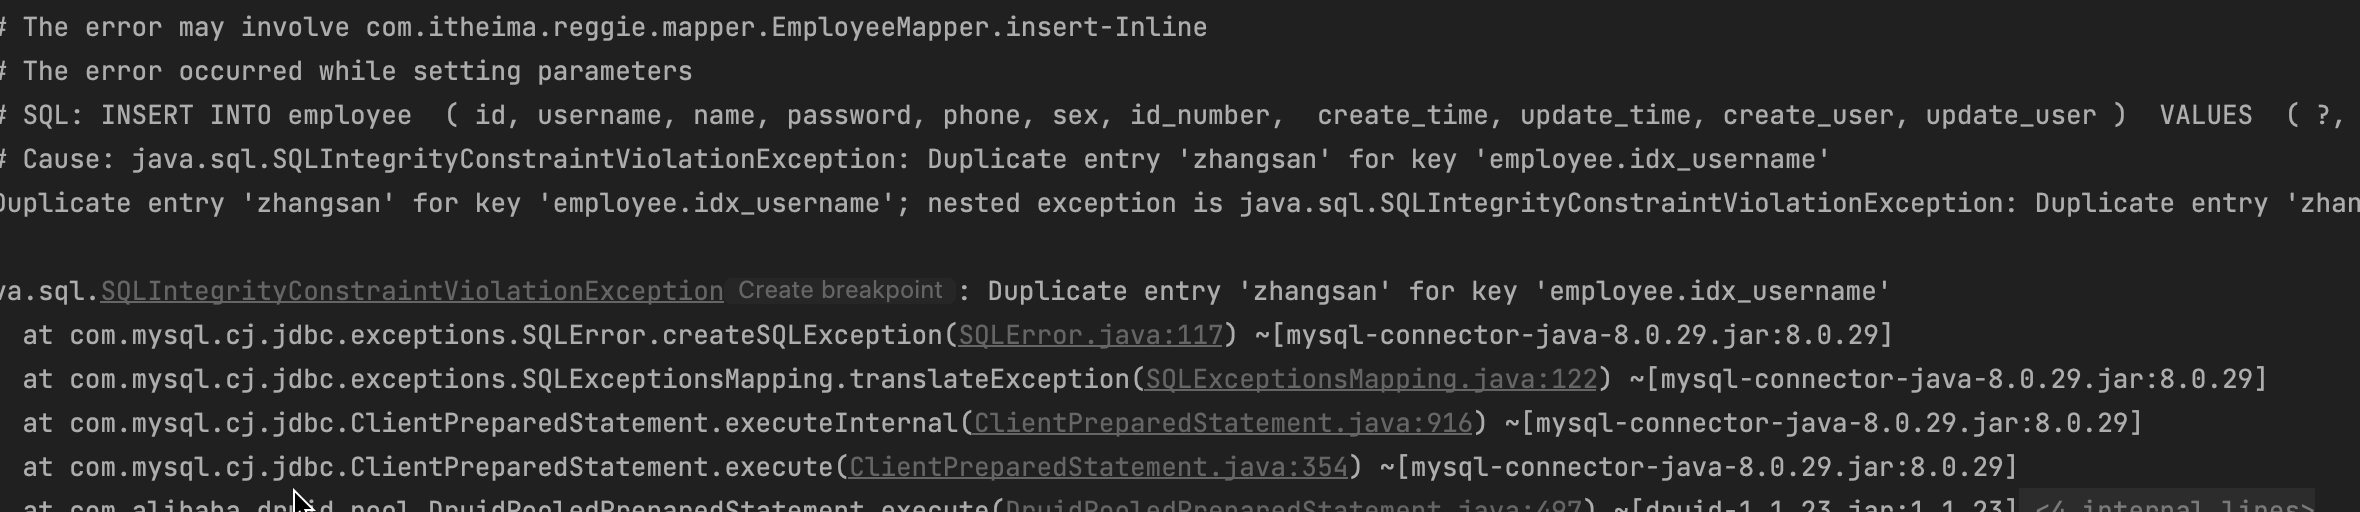 # The error may involve com.itheima.reggie.mapper.EmployeeMapper.insert-Inline
# The error occurred while setting parameters
# SQL: INSERT INTO employee  ( id, username, name, password, phone, sex, id_number,  create_time, update_time, create_user, update_user )  VALUES  ( ?,
# Cause: java.sql.SQLIntegrityConstraintViolationException: Duplicate entry 'zhangsan' for key 'employee.idx_username'
Duplicate entry 'zhangsan' for key 'employee.idx_username'; nested exception is java.sql.SQLIntegrityConstraintViolationException: Duplicate entry 'zhan
va.sql.SQLIntegrityConstraintViolationException Create breakpoint : Duplicate entry 'zhangsan' for key 'employee.idx_username'
at com.mysql.cj.jdbc.exceptions.SQLError.createSQLException(SQLError.java:117) ~[mysql-connector-java-8.0.29.jar:8.0.29]
at com.mysql.cj.jdbc.exceptions.SQLExceptionsMapping.translateException(SQLExceptionsMapping.java:122) ~[mysql-connector-java-8.0.29.jar:8.0.29]
at com.mysql.cj.jdbc.ClientPreparedStatement.executeInternal(ClientPreparedStatement.java:916) ~[mysql-connector-java-8.0.29.jar:8.0.29]
at com.mysql.cj.jdbc.ClientPreparedStatement.execute(ClientPreparedStatement.java:354) ~[mysql-connector-java-8.0.29.jar:8.0.29]
at com.alibaba.druid.pool.DruidPooledPreparedStatement.execute(DruidPooledPreparedStatement.java:497) ~[druid-1.1.23.jar:1.1.23] <4 internal lines>